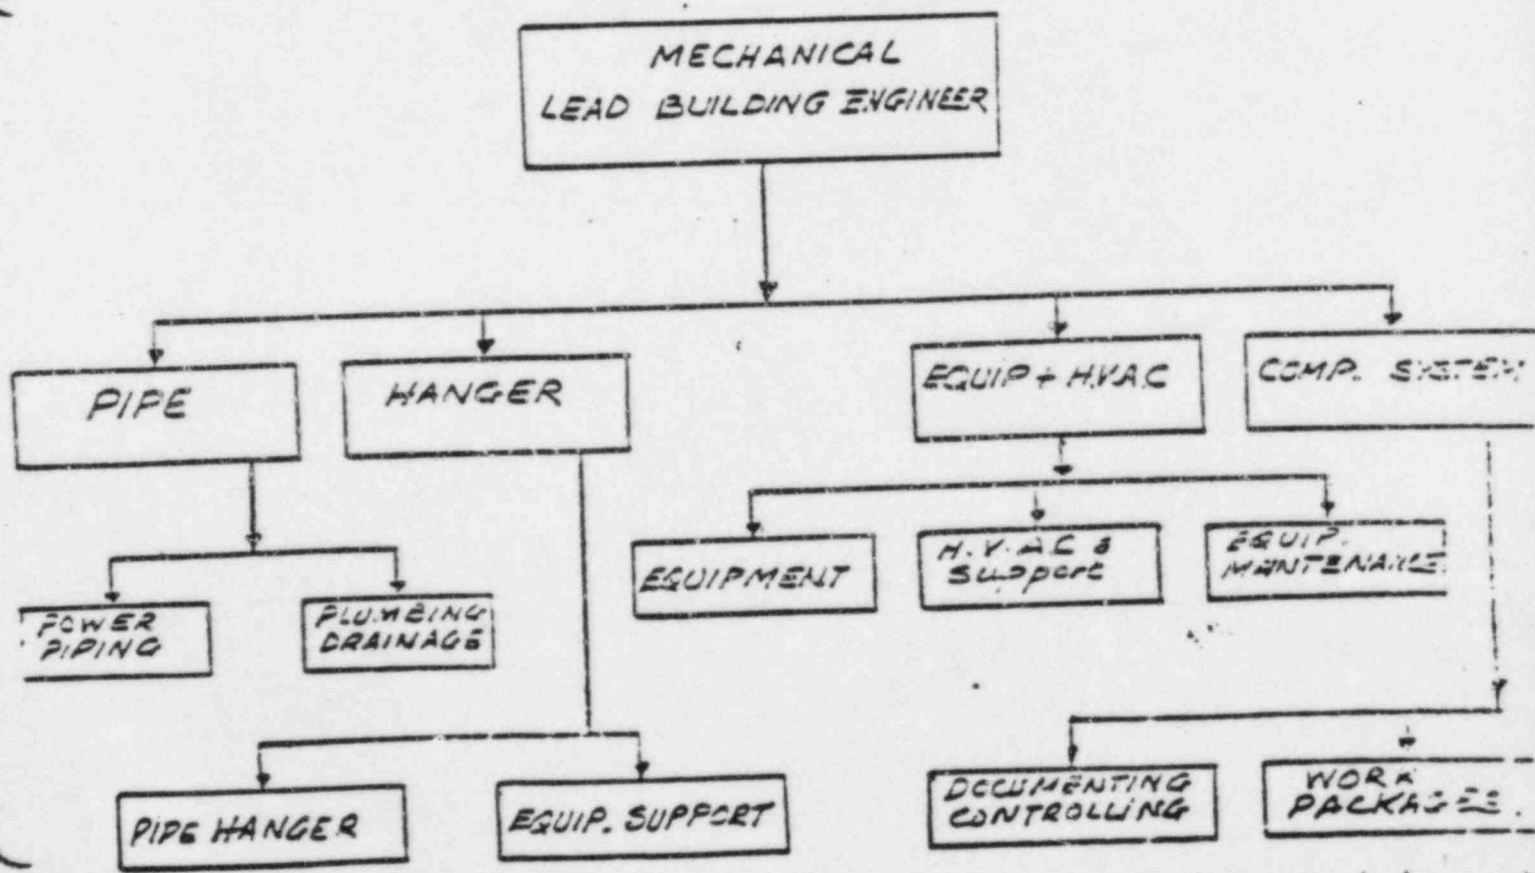 MECHANICAL
LEAD BUILDING ENGINEER
PIPE
HANGER
EQUIP + H.V.A.C
COMP. SYSTEM
POWER
PIPING
PLUMBING
DRAINAGE
EQUIPMENT
H.V.A.C &
Support
EQUIP.
MAINTENANCE
PIPE HANGER
EQUIP. SUPPORT
DOCUMENTING
CONTROLLING
WORK
PACKAGES.